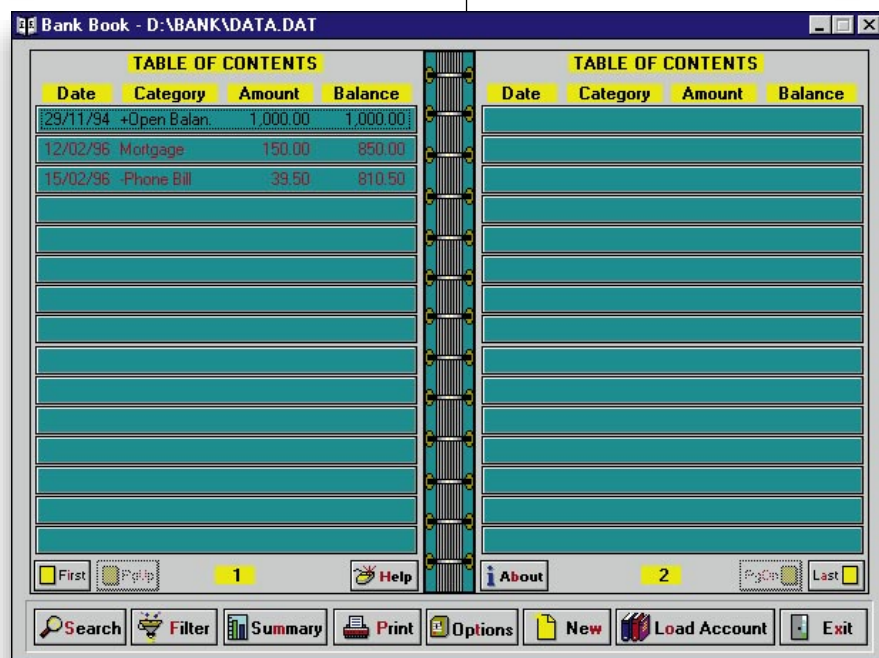 Bank Book - D:\BANK\DATA.DAT
TABLE OF CONTENTS
Date Category Amount Balance
29/11/94 +Open Balan. 1,000.00 1,000.00
12/02/96 Mortgage 150.00 850.00
15/02/96 -Phone Bill 39.50 810.50
First PgUp 1 Help
TABLE OF CONTENTS
Date Category Amount Balance
About 2 PgDn Last
Search Filter Summary Print Options New Load Account Exit